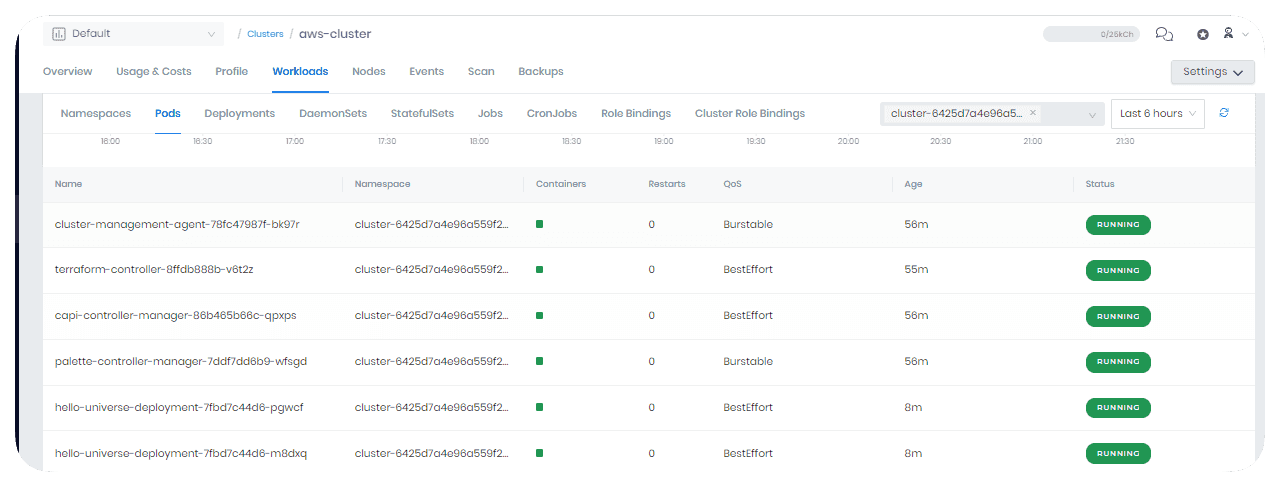 Default / Clusters / aws-cluster 0/25kCh
Overview Usage & Costs Profile Workloads Nodes Events Scan Backups Settings
Namespaces Pods Deployments DaemonSets StatefulSets Jobs CronJobs Role Bindings Cluster Role Bindings cluster-6425d7a4e96a5... × Last 6 hours
16:00 16:30 17:00 17:30 18:00 18:30 19:00 19:30 20:00 20:30 21:00 21:30
Name Namespace Containers Restarts QoS Age Status
cluster-management-agent-78fc47987f-bk97r cluster-6425d7a4e96a559f2... 0 Burstable 56m RUNNING
terraform-controller-8ffdb888b-v6t2z cluster-6425d7a4e96a559f2... 0 BestEffort 55m RUNNING
capi-controller-manager-86b465b66c-qpxps cluster-6425d7a4e96a559f2... 0 BestEffort 56m RUNNING
palette-controller-manager-7ddf7dd6b9-wfsgd cluster-6425d7a4e96a559f2... 0 Burstable 56m RUNNING
hello-universe-deployment-7fbd7c44d6-pgwcf cluster-6425d7a4e96a559f2... 0 BestEffort 8m RUNNING
hello-universe-deployment-7fbd7c44d6-m8dxq cluster-6425d7a4e96a559f2... 0 BestEffort 8m RUNNING